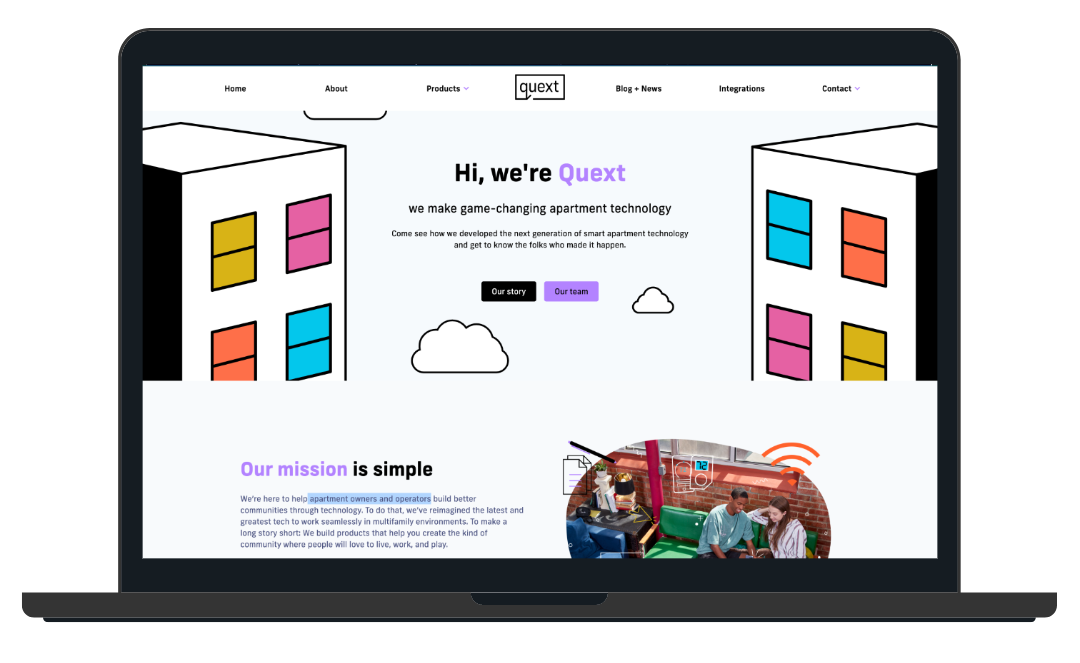 Home About Products quext Blog + News Integrations Contact
Hi, we're Quext
we make game-changing apartment technology
Come see how we developed the next generation of smart apartment technology
and get to know the folks who made it happen.
Our story Our team
Our mission is simple
We're here to help apartment owners and operators build better
communities through technology. To do that, we've reimagined the latest and
greatest tech to work seamlessly in multifamily environments. To make a
long story short: We build products that help you create the kind of
community where people will love to live, work, and play.
72